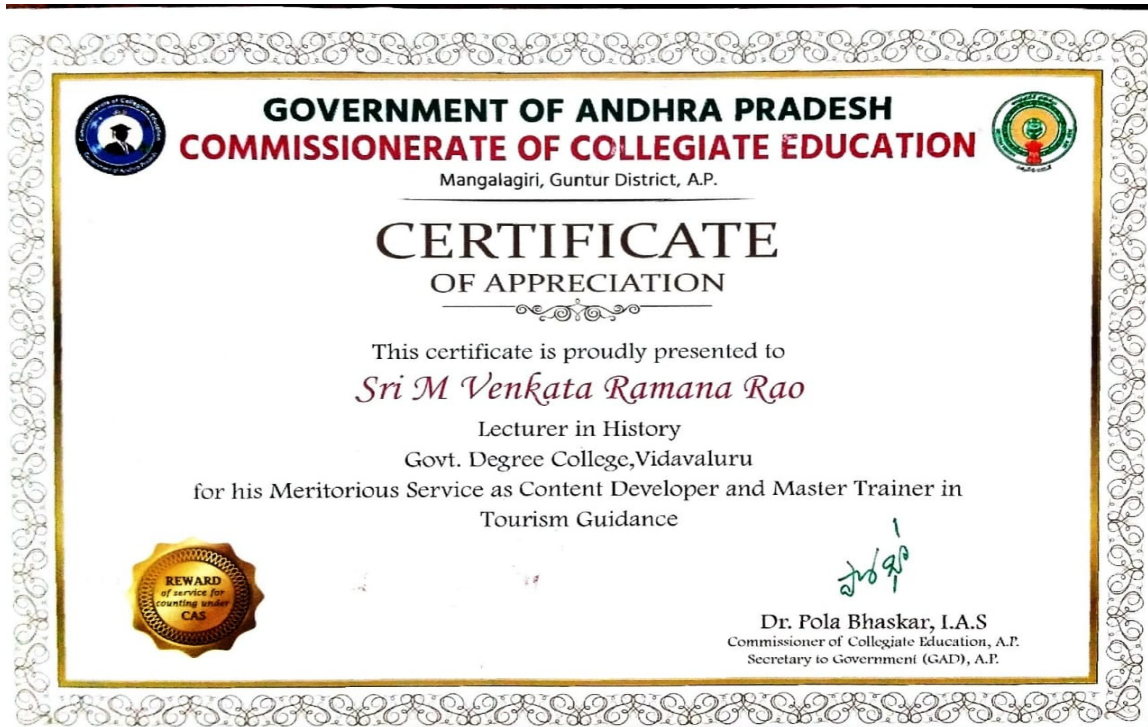 GOVERNMENT OF ANDHRA PRADESH
COMMISSIONERATE OF COLLEGIATE EDUCATION
Mangalagiri, Guntur District, A.P.
CERTIFICATE
OF APPRECIATION
This certificate is proudly presented to
Sri M Venkata Ramana Rao
Lecturer in History
Govt. Degree College,Vidavaluru
for his Meritorious Service as Content Developer and Master Trainer in
Tourism Guidance
REWARD
of service for
counting under
CAS
Dr. Pola Bhaskar, I.A.S
Commissioner of Collegiate Education, A.P.
Secretary to Government (GAD), A.P.